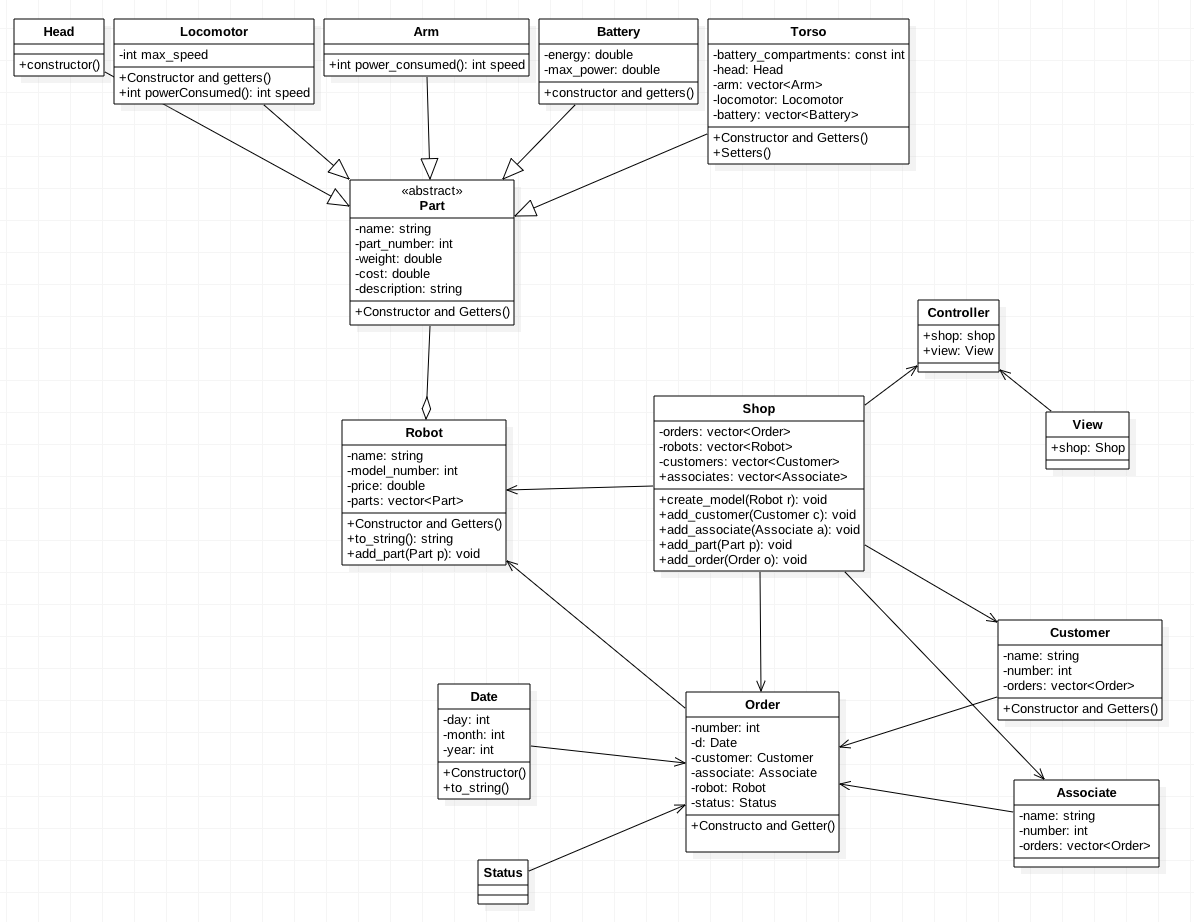 Head
+constructor()
Locomotor
-int max_speed
+Constructor and getters()
+int powerConsumed(): int speed
Arm
+int power_consumed(): int speed
Battery
-energy: double
-max_power: double
+constructor and getters()
Torso
-battery_compartments: const int
-head: Head
-arm: vector<Arm>
-locomotor: Locomotor
-battery: vector<Battery>
+Constructor and Getters()
+Setters()
«abstract»
Part
-name: string
-part_number: int
-weight: double
-cost: double
-description: string
+Constructor and Getters()
Controller
+shop: shop
+view: View
View
+shop: Shop
Shop
-orders: vector<Order>
-robots: vector<Robot>
-customers: vector<Customer>
+associates: vector<Associate>
+create_model(Robot r): void
+add_customer(Customer c): void
+add_associate(Associate a): void
+add_part(Part p): void
+add_order(Order o): void
Robot
-name: string
-model_number: int
-price: double
-parts: vector<Part>
+Constructor and Getters()
+to_string(): string
+add_part(Part p): void
Customer
-name: string
-number: int
-orders: vector<Order>
+Constructor and Getters()
Date
-day: int
-month: int
-year: int
+Constructor()
+to_string()
Order
-number: int
-d: Date
-customer: Customer
-associate: Associate
-robot: Robot
-status: Status
+Constructo and Getter()
Associate
-name: string
-number: int
-orders: vector<Order>
Status